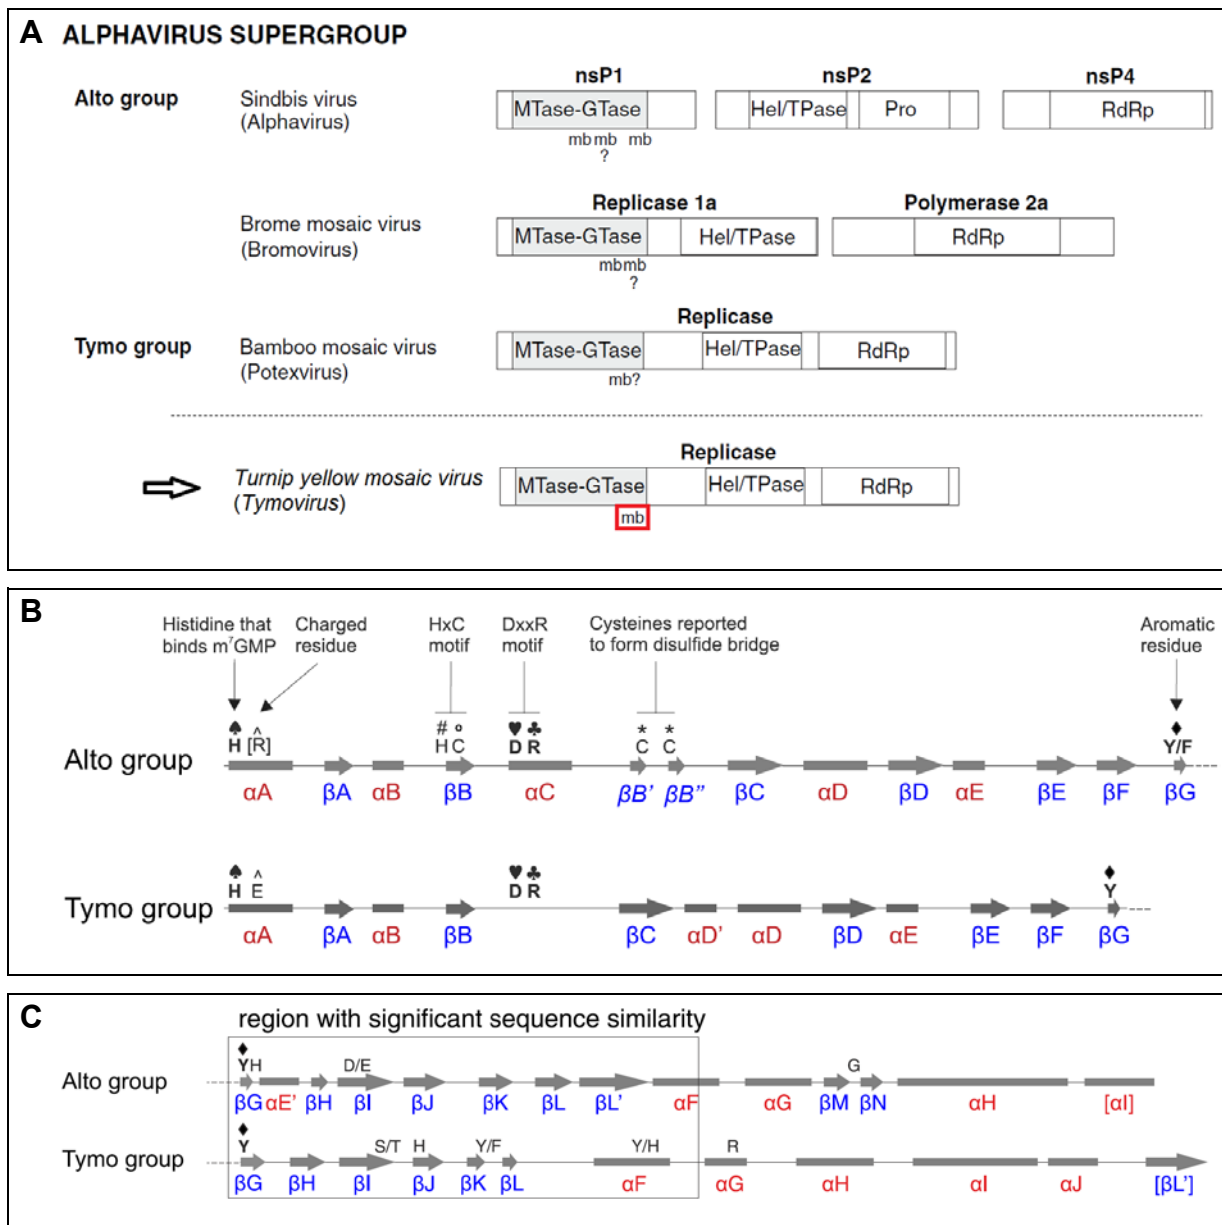 A ALPHAVIRUS SUPERGROUP
nsP1 nsP2 nsP4
Alto group Sindbis virus MTase-GTase Hel/TPase Pro RdRp
(Alphavirus)
mb mb mb
?
Replicase 1a Polymerase 2a
Brome mosaic virus MTase-GTase Hel/TPase RdRp
(Bromovirus)
mb mb
?
Replicase
Tymo group Bamboo mosaic virus MTase-GTase Hel/TPase RdRp
(Potexvirus)
mb?
Replicase
Turnip yellow mosaic virus MTase-GTase Hel/TPase RdRp
(Tymovirus)
mb
B
Histidine that Charged HxC DxxR Cysteines reported Aromatic
binds m⁷GMP residue motif motif to form disulfide bridge residue
♠ ^ # ° ♥ ♣ * * ♦
H [R] H C D R C C Y/F
Alto group
αA βA αB βB αC βB' βB" βC αD βD αE βE βF βG
♠ ^ ♥ ♣ ♦
H E D R Y
Tymo group
αA βA αB βB βC αD' αD βD αE βE βF βG
C
region with significant sequence similarity
♦
YH D/E G
Alto group
βG αE' βH βI βJ βK βL βL' αF αG βM βN αH [αI]
♦
Y S/T H Y/F Y/H R
Tymo group
βG βH βI βJ βK βL αF αG αH αI αJ [βL']